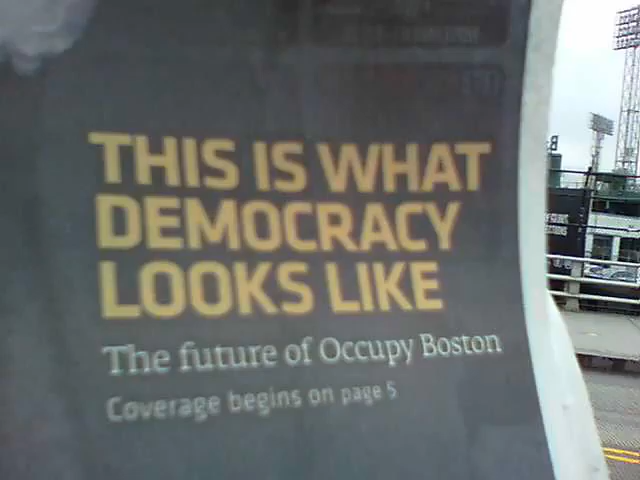 THIS IS WHAT
DEMOCRACY
LOOKS LIKE
The future of Occupy Boston
Coverage begins on page 5